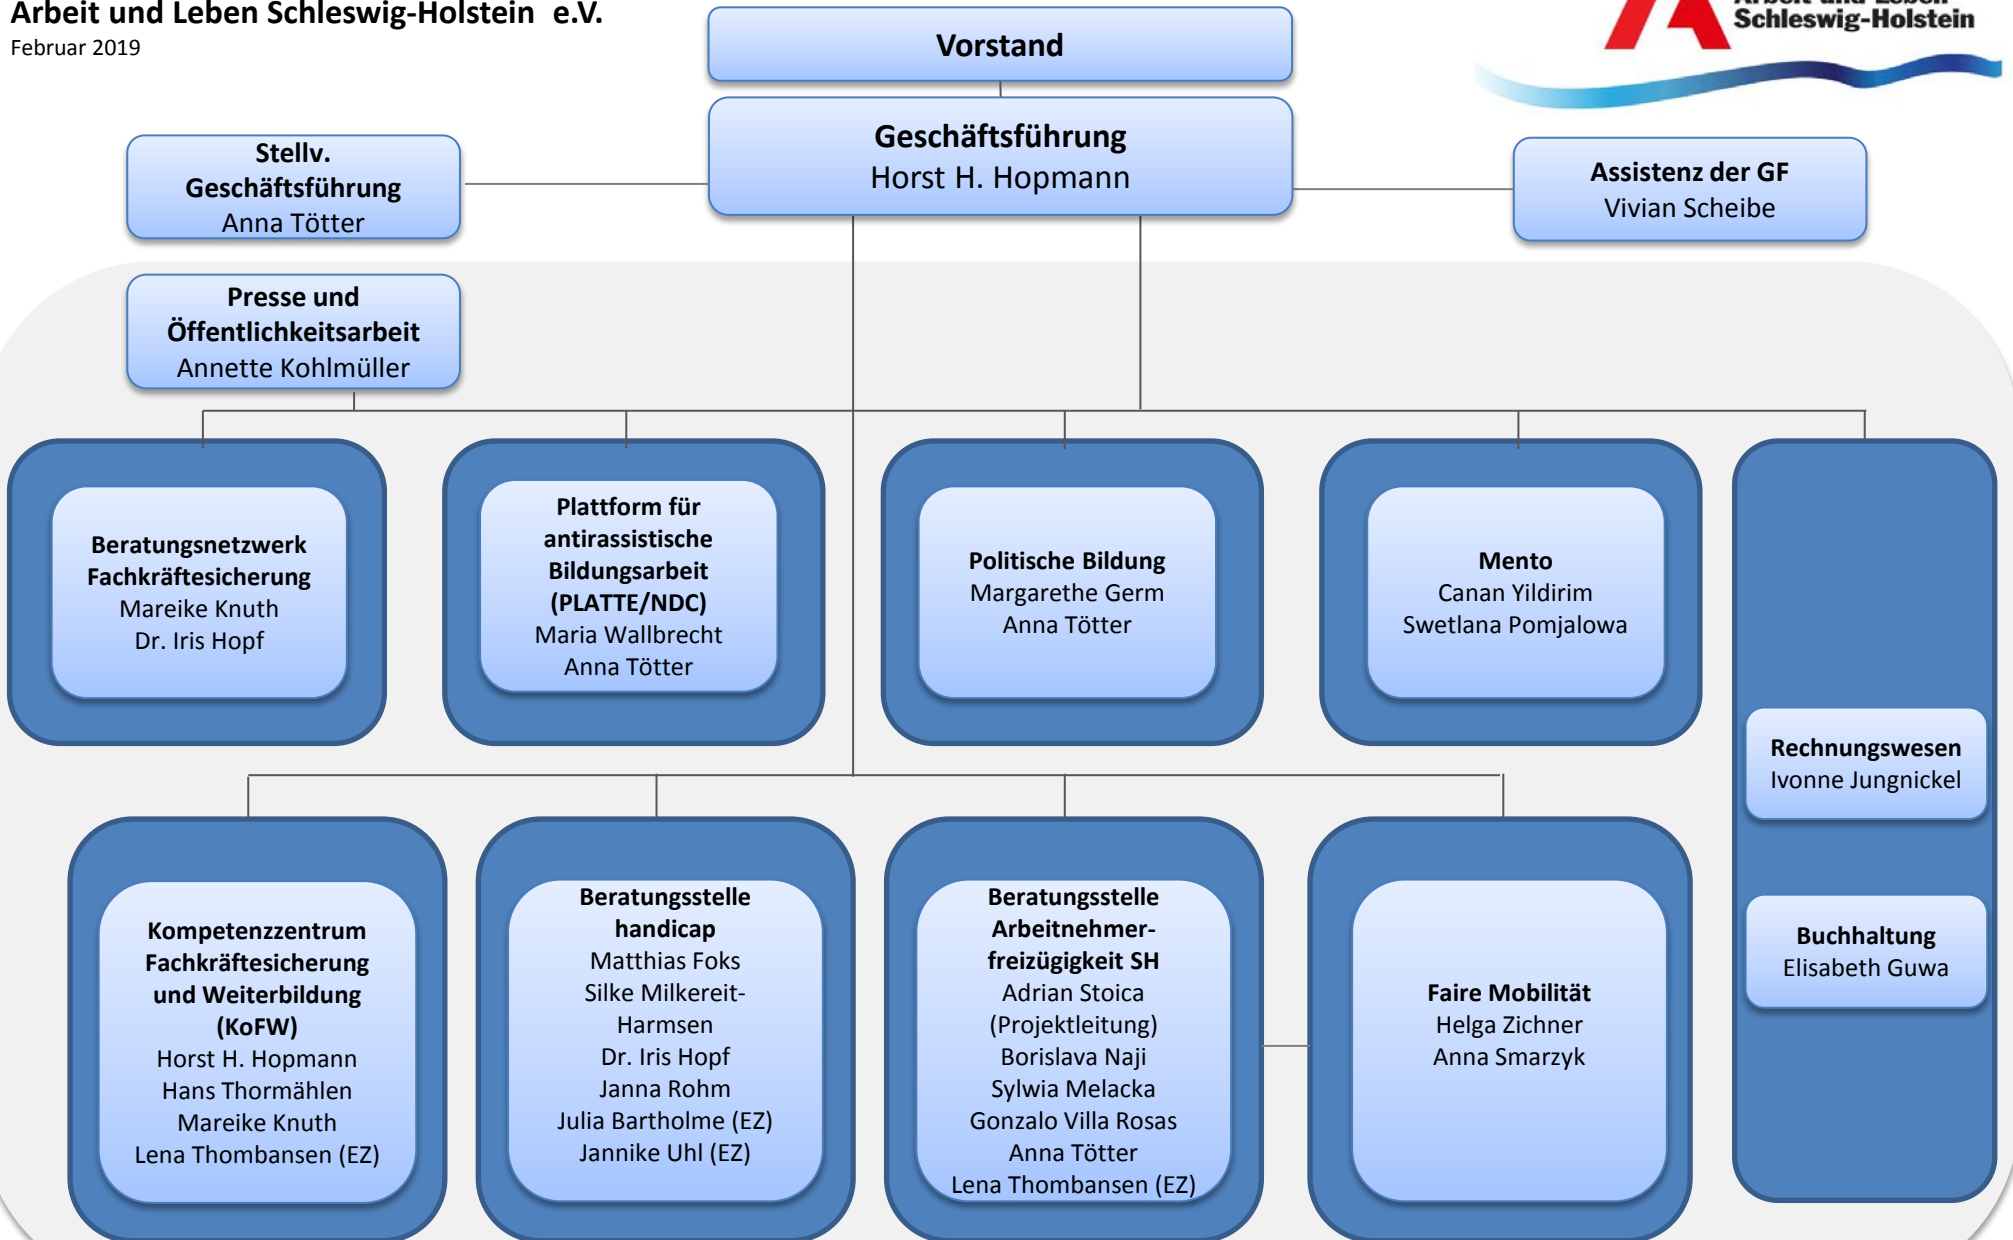 Arbeit und Leben Schleswig-Holstein e.V.
Februar 2019
Arbeit und Leben
Schleswig-Holstein
Vorstand
Geschäftsführung
Horst H. Hopmann
Stellv.
Geschäftsführung
Anna Tötter
Assistenz der GF
Vivian Scheibe
Presse und
Öffentlichkeitsarbeit
Annette Kohlmüller
Beratungsnetzwerk
Fachkräftesicherung
Mareike Knuth
Dr. Iris Hopf
Plattform für
antirassistische
Bildungsarbeit
(PLATTE/NDC)
Maria Wallbrecht
Anna Tötter
Politische Bildung
Margarethe Germ
Anna Tötter
Mento
Canan Yildirim
Swetlana Pomjalowa
Rechnungswesen
Ivonne Jungnickel
Buchhaltung
Elisabeth Guwa
Kompetenzzentrum
Fachkräftesicherung
und Weiterbildung
(KoFW)
Horst H. Hopmann
Hans Thormählen
Mareike Knuth
Lena Thombansen (EZ)
Beratungsstelle
handicap
Matthias Foks
Silke Milkereit-
Harmsen
Dr. Iris Hopf
Janna Rohm
Julia Bartholme (EZ)
Jannike Uhl (EZ)
Beratungsstelle
Arbeitnehmer-
freizügigkeit SH
Adrian Stoica
(Projektleitung)
Borislava Naji
Sylwia Melacka
Gonzalo Villa Rosas
Anna Tötter
Lena Thombansen (EZ)
Faire Mobilität
Helga Zichner
Anna Smarzyk